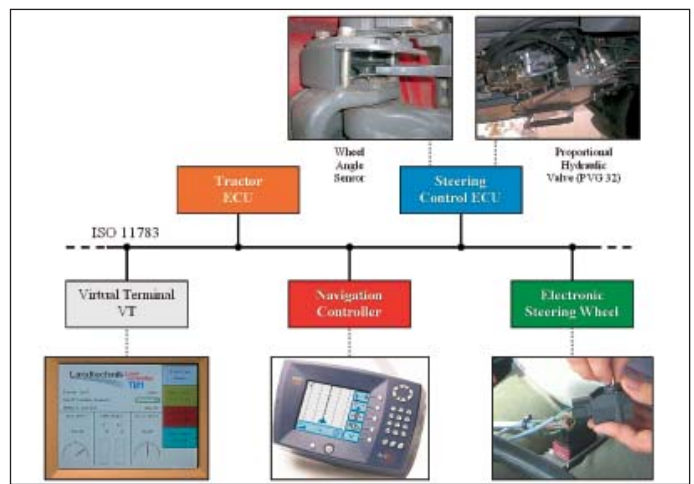 Wheel
Angle
Sensor
Proportional
Hydraulic
Valve (PVG 32)
Tractor
ECU
Steering
Control ECU
ISO 11783
Virtual Terminal
VT
Navigation
Controller
Electronic
Steering Wheel
Landtechnik